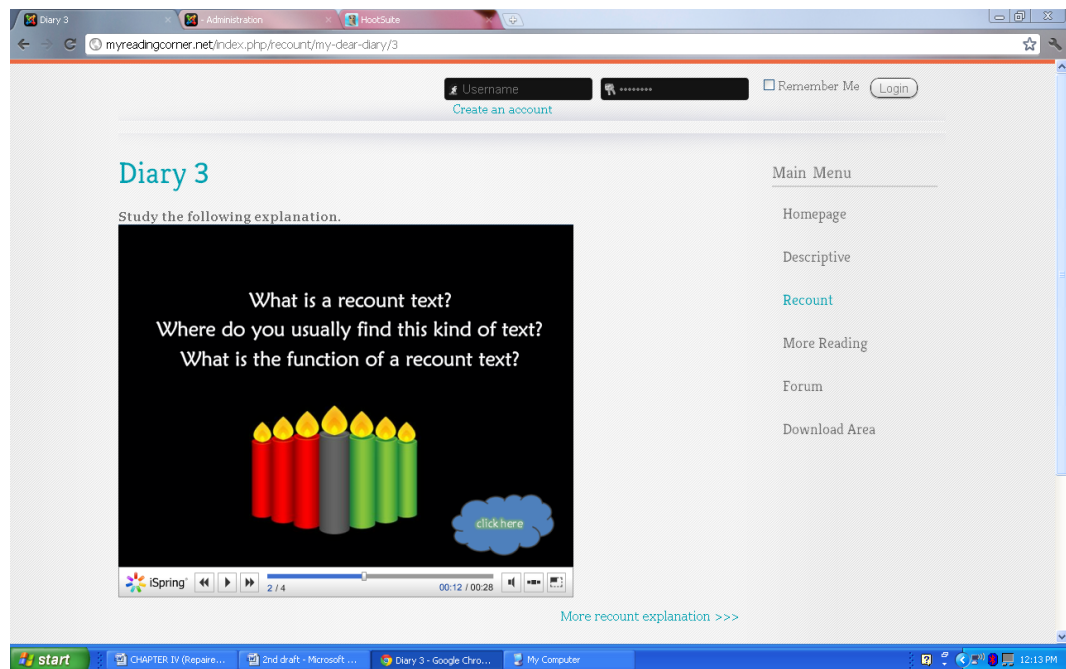 Diary 3
- Administration
HootSuite
myreadingcorner.net/index.php/recount/my-dear-diary/3
Username
Remember Me
Login
Create an account
Diary 3
Main Menu
Study the following explanation.
Homepage
Descriptive
Recount
More Reading
Forum
Download Area
What is a recount text?
Where do you usually find this kind of text?
What is the function of a recount text?
click here
iSpring
2 / 4
00:12 / 00:28
More recount explanation >>>
start
CHAPTER IV (Repaire...
2nd draft - Microsoft ...
Diary 3 - Google Chro...
My Computer
12:13 PM